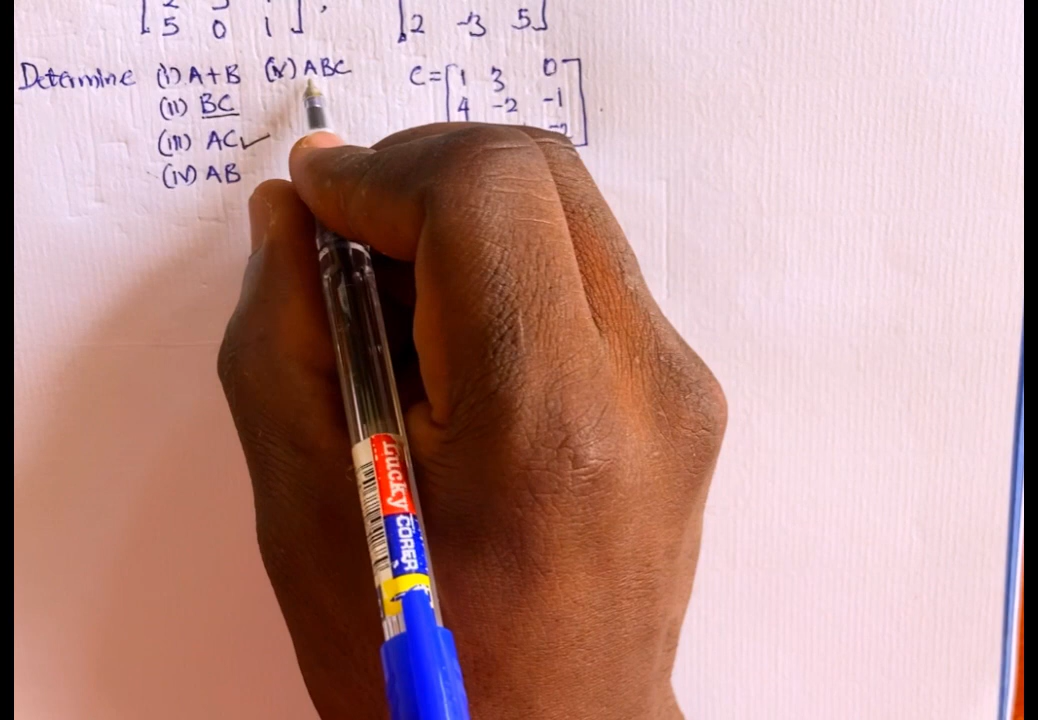 5 0 1 , 2 -3 5
Determine (i) A+B (v) ABC C = 1 3 0
(ii) BC 4 -2 -1
(iii) AC ✓
(iv) AB
Lucky
CORER